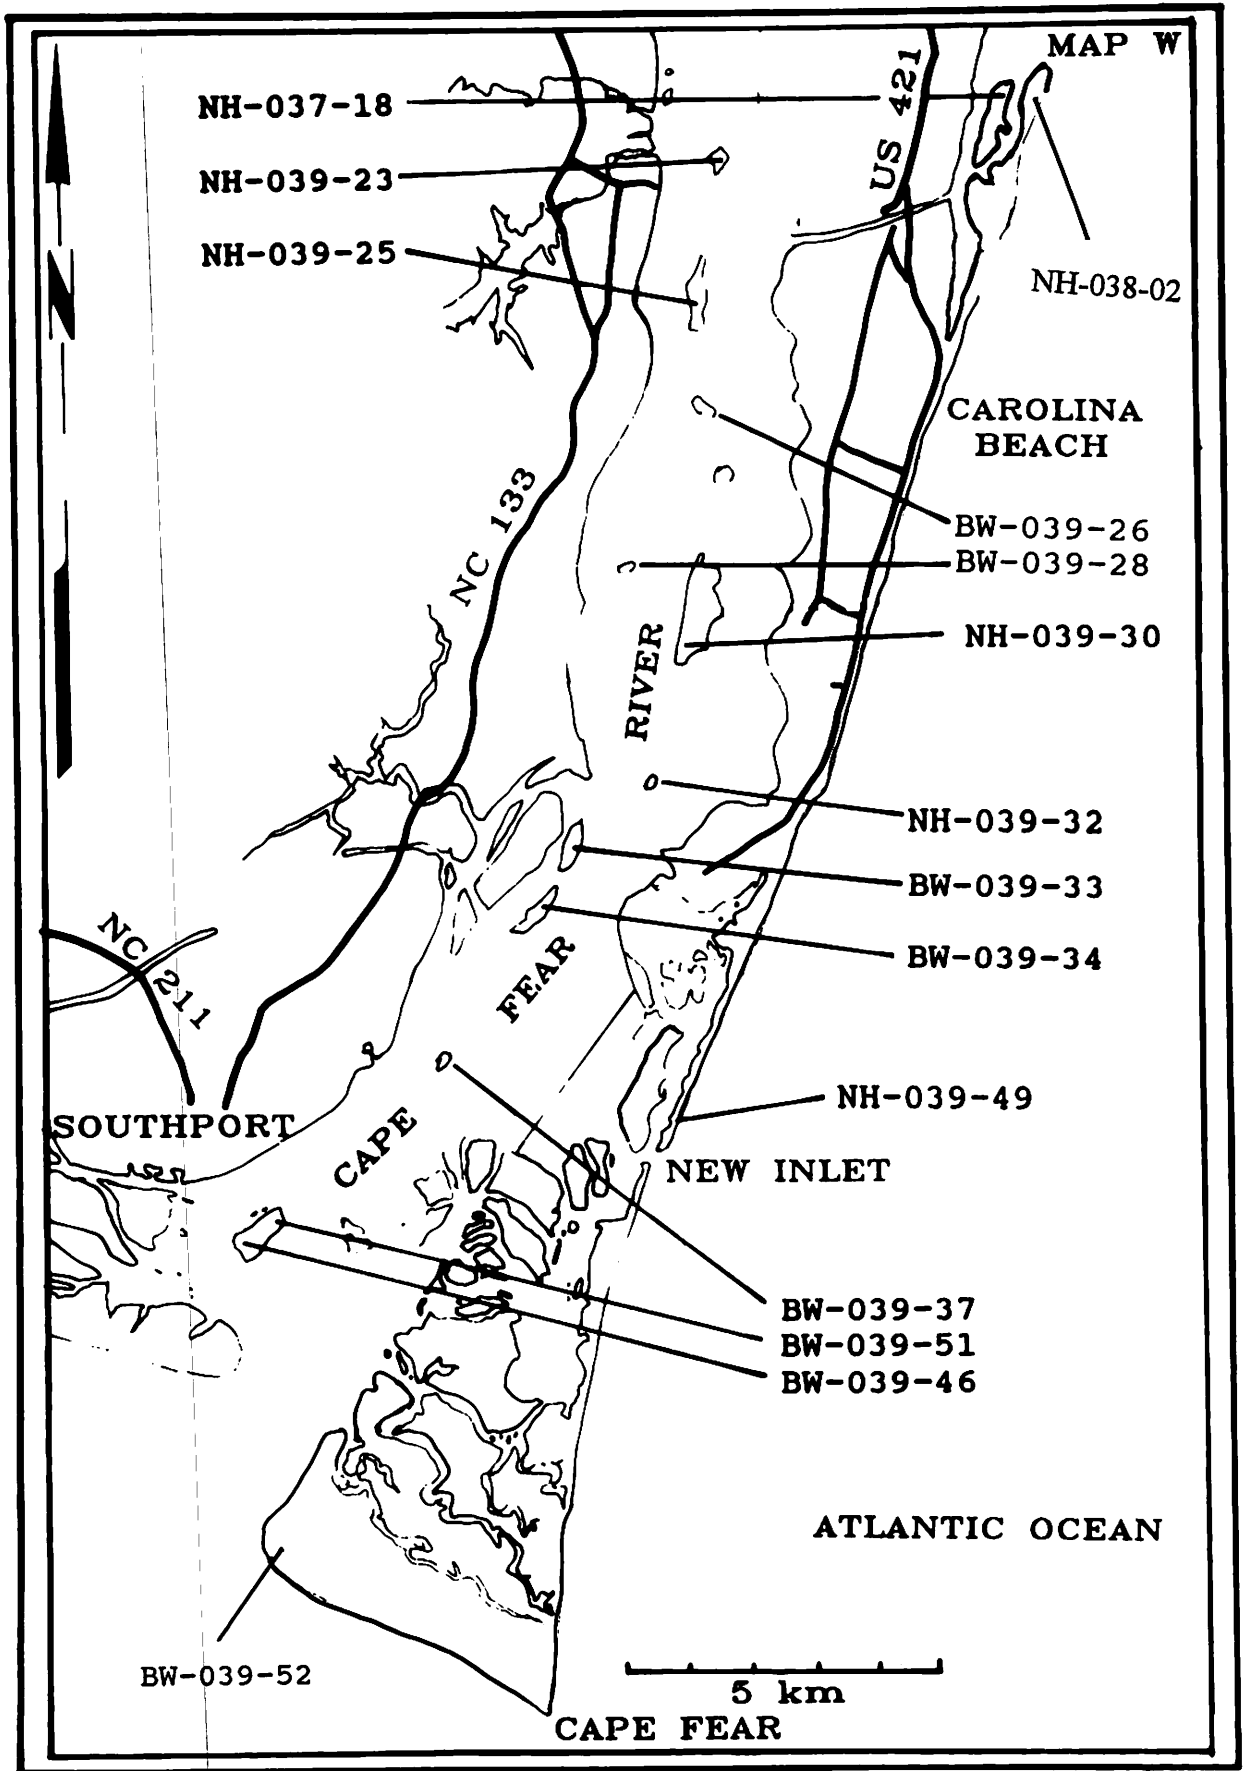 MAP W
US 421
NH-037-18
NH-039-23
NH-039-25
NH-038-02
CAROLINA
BEACH
N
NC 133
BW-039-26
BW-039-28
NH-039-30
RIVER
NH-039-32
BW-039-33
BW-039-34
NC 211
FEAR
NH-039-49
SOUTHPORT
CAPE
NEW INLET
BW-039-37
BW-039-51
BW-039-46
ATLANTIC OCEAN
BW-039-52
5 km
CAPE FEAR